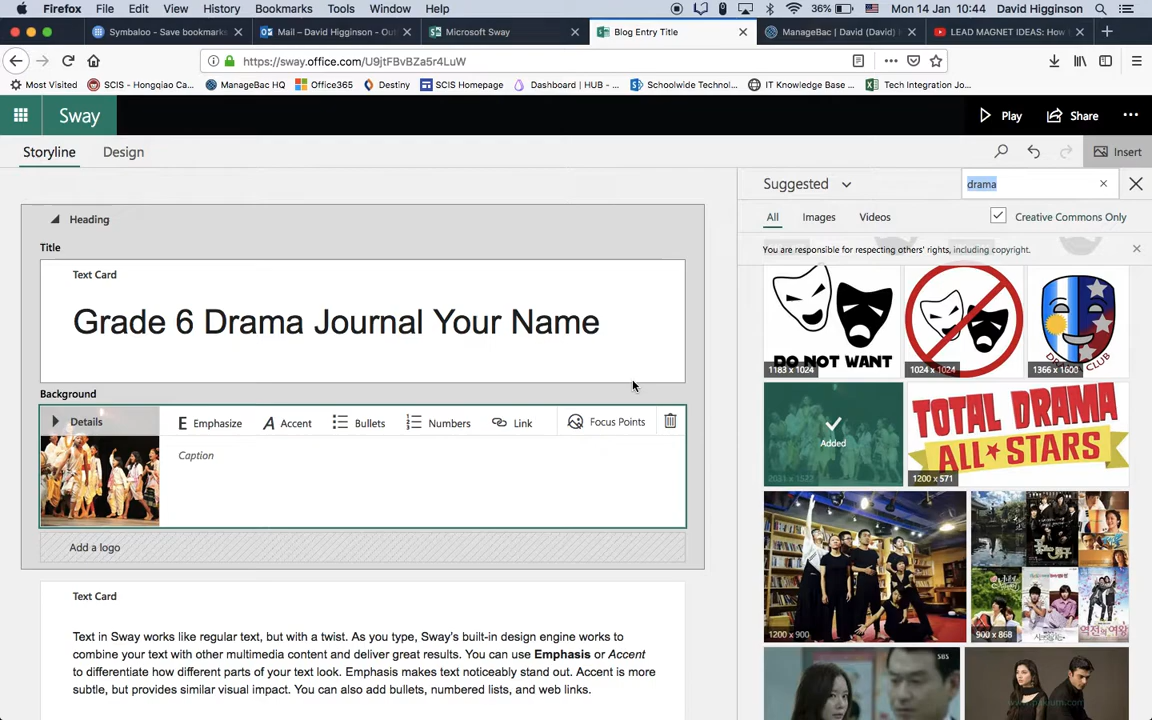 Firefox File Edit View History Bookmarks Tools Window Help 36% Mon 14 Jan 10:44 David Higginson
Symbaloo - Save bookmarks Mail – David Higginson - Out Microsoft Sway Blog Entry Title ManageBac | David (David) H LEAD MAGNET IDEAS: How
https://sway.office.com/U9jtFBvBZa5r4LuW
Most Visited SCIS - Hongqiao Ca... ManageBac HQ Office365 Destiny SCIS Homepage Dashboard | HUB - ... Schoolwide Technol... IT Knowledge Base ... Tech Integration Jo...
Sway Play Share
Storyline Design Insert
Suggested drama
All Images Videos Creative Commons Only
You are responsible for respecting others' rights, including copyright.
Heading
Title
Text Card
Grade 6 Drama Journal Your Name
Background
Details Emphasize Accent Bullets Numbers Link Focus Points
Caption
Add a logo
Text Card
Text in Sway works like regular text, but with a twist. As you type, Sway's built-in design engine works to
combine your text with other multimedia content and deliver great results. You can use Emphasis or Accent
to differentiate how different parts of your text look. Emphasis makes text noticeably stand out. Accent is more
subtle, but provides similar visual impact. You can also add bullets, numbered lists, and web links.
DO NOT WANT
1183 x 1024
1024 x 1024
DRAMA CLUB
1366 x 1600
Added
2031 x 1522
TOTAL DRAMA
ALL★STARS
1200 x 571
1200 x 900
900 x 868
SBS